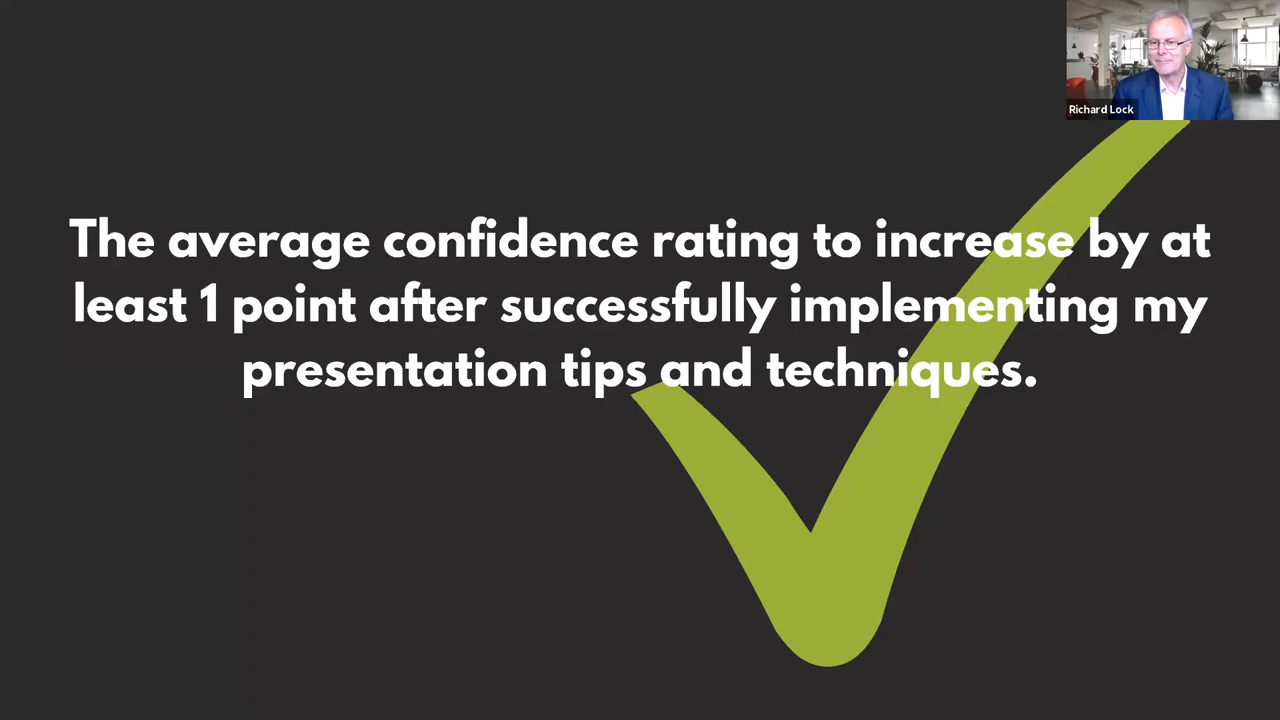 Richard Lock
The average confidence rating to increase by at
least 1 point after successfully implementing my
presentation tips and techniques.